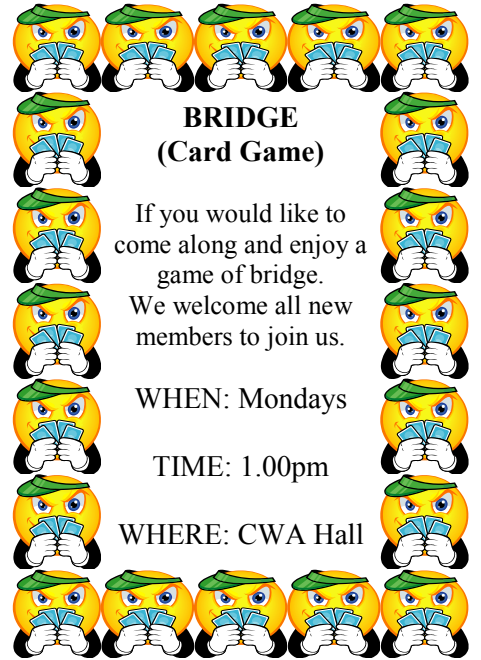 BRIDGE
(Card Game)
If you would like to
come along and enjoy a
game of bridge.
We welcome all new
members to join us.
WHEN: Mondays
TIME: 1.00pm
WHERE: CWA Hall